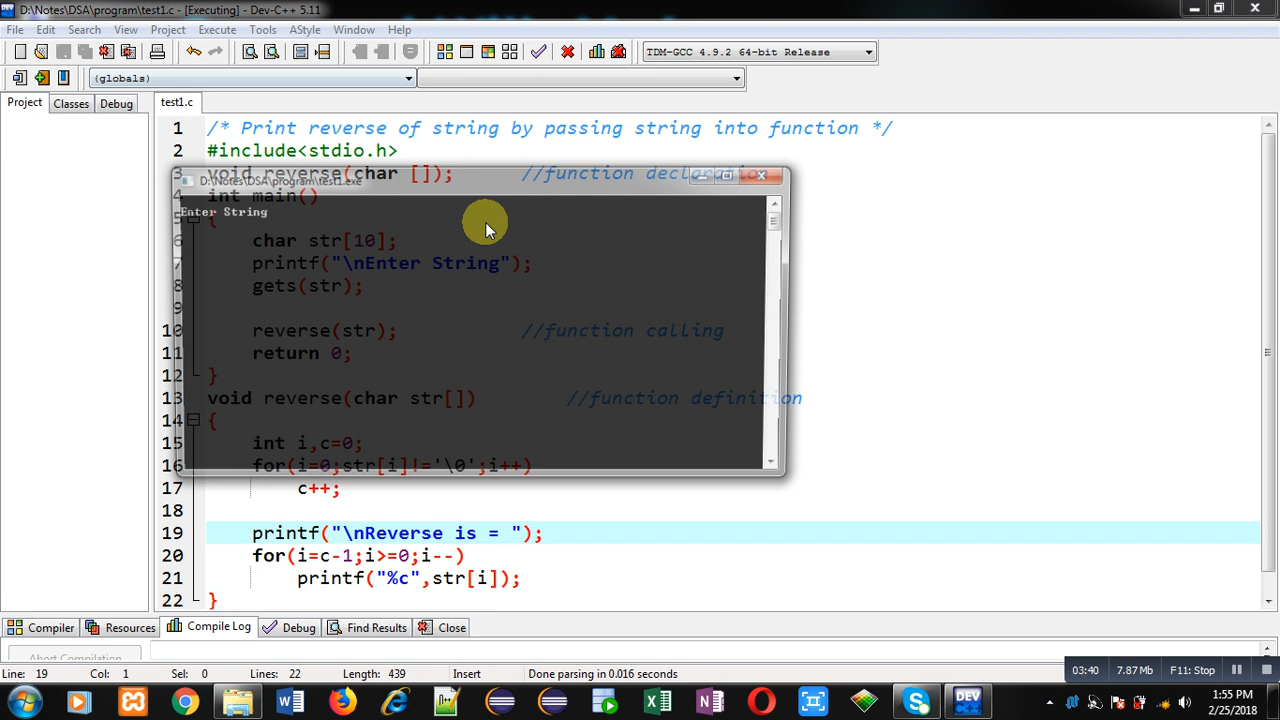 D:\Notes\DSA\program\test1.c - [Executing] - Dev-C++ 5.11
File Edit Search View Project Execute Tools AStyle Window Help
TDM-GCC 4.9.2 64-bit Release
(globals)
Project Classes Debug test1.c
1 /* Print reverse of string by passing string into function */
2 #include<stdio.h>
3 void reverse(char []); //function declaration
D:\Notes\DSA\program\test1.exe
4 int main()
Enter String
5 {
6 char str[10];
7 printf("\nEnter String");
8 gets(str);
9
10 reverse(str); //function calling
11 return 0;
12 }
13 void reverse(char str[]) //function definition
14 {
15 int i,c=0;
16 for(i=0;str[i]!='\0';i++)
17 c++;
18
19 printf("\nReverse is = ");
20 for(i=c-1;i>=0;i--)
21 printf("%c",str[i]);
22 }
Compiler Resources Compile Log Debug Find Results Close
Abort Compilation
Line: 19 Col: 1 Sel: 0 Lines: 22 Length: 439 Insert Done parsing in 0.016 seconds
03:40 7.87 Mb F11: Stop
1:55 PM
2/25/2018